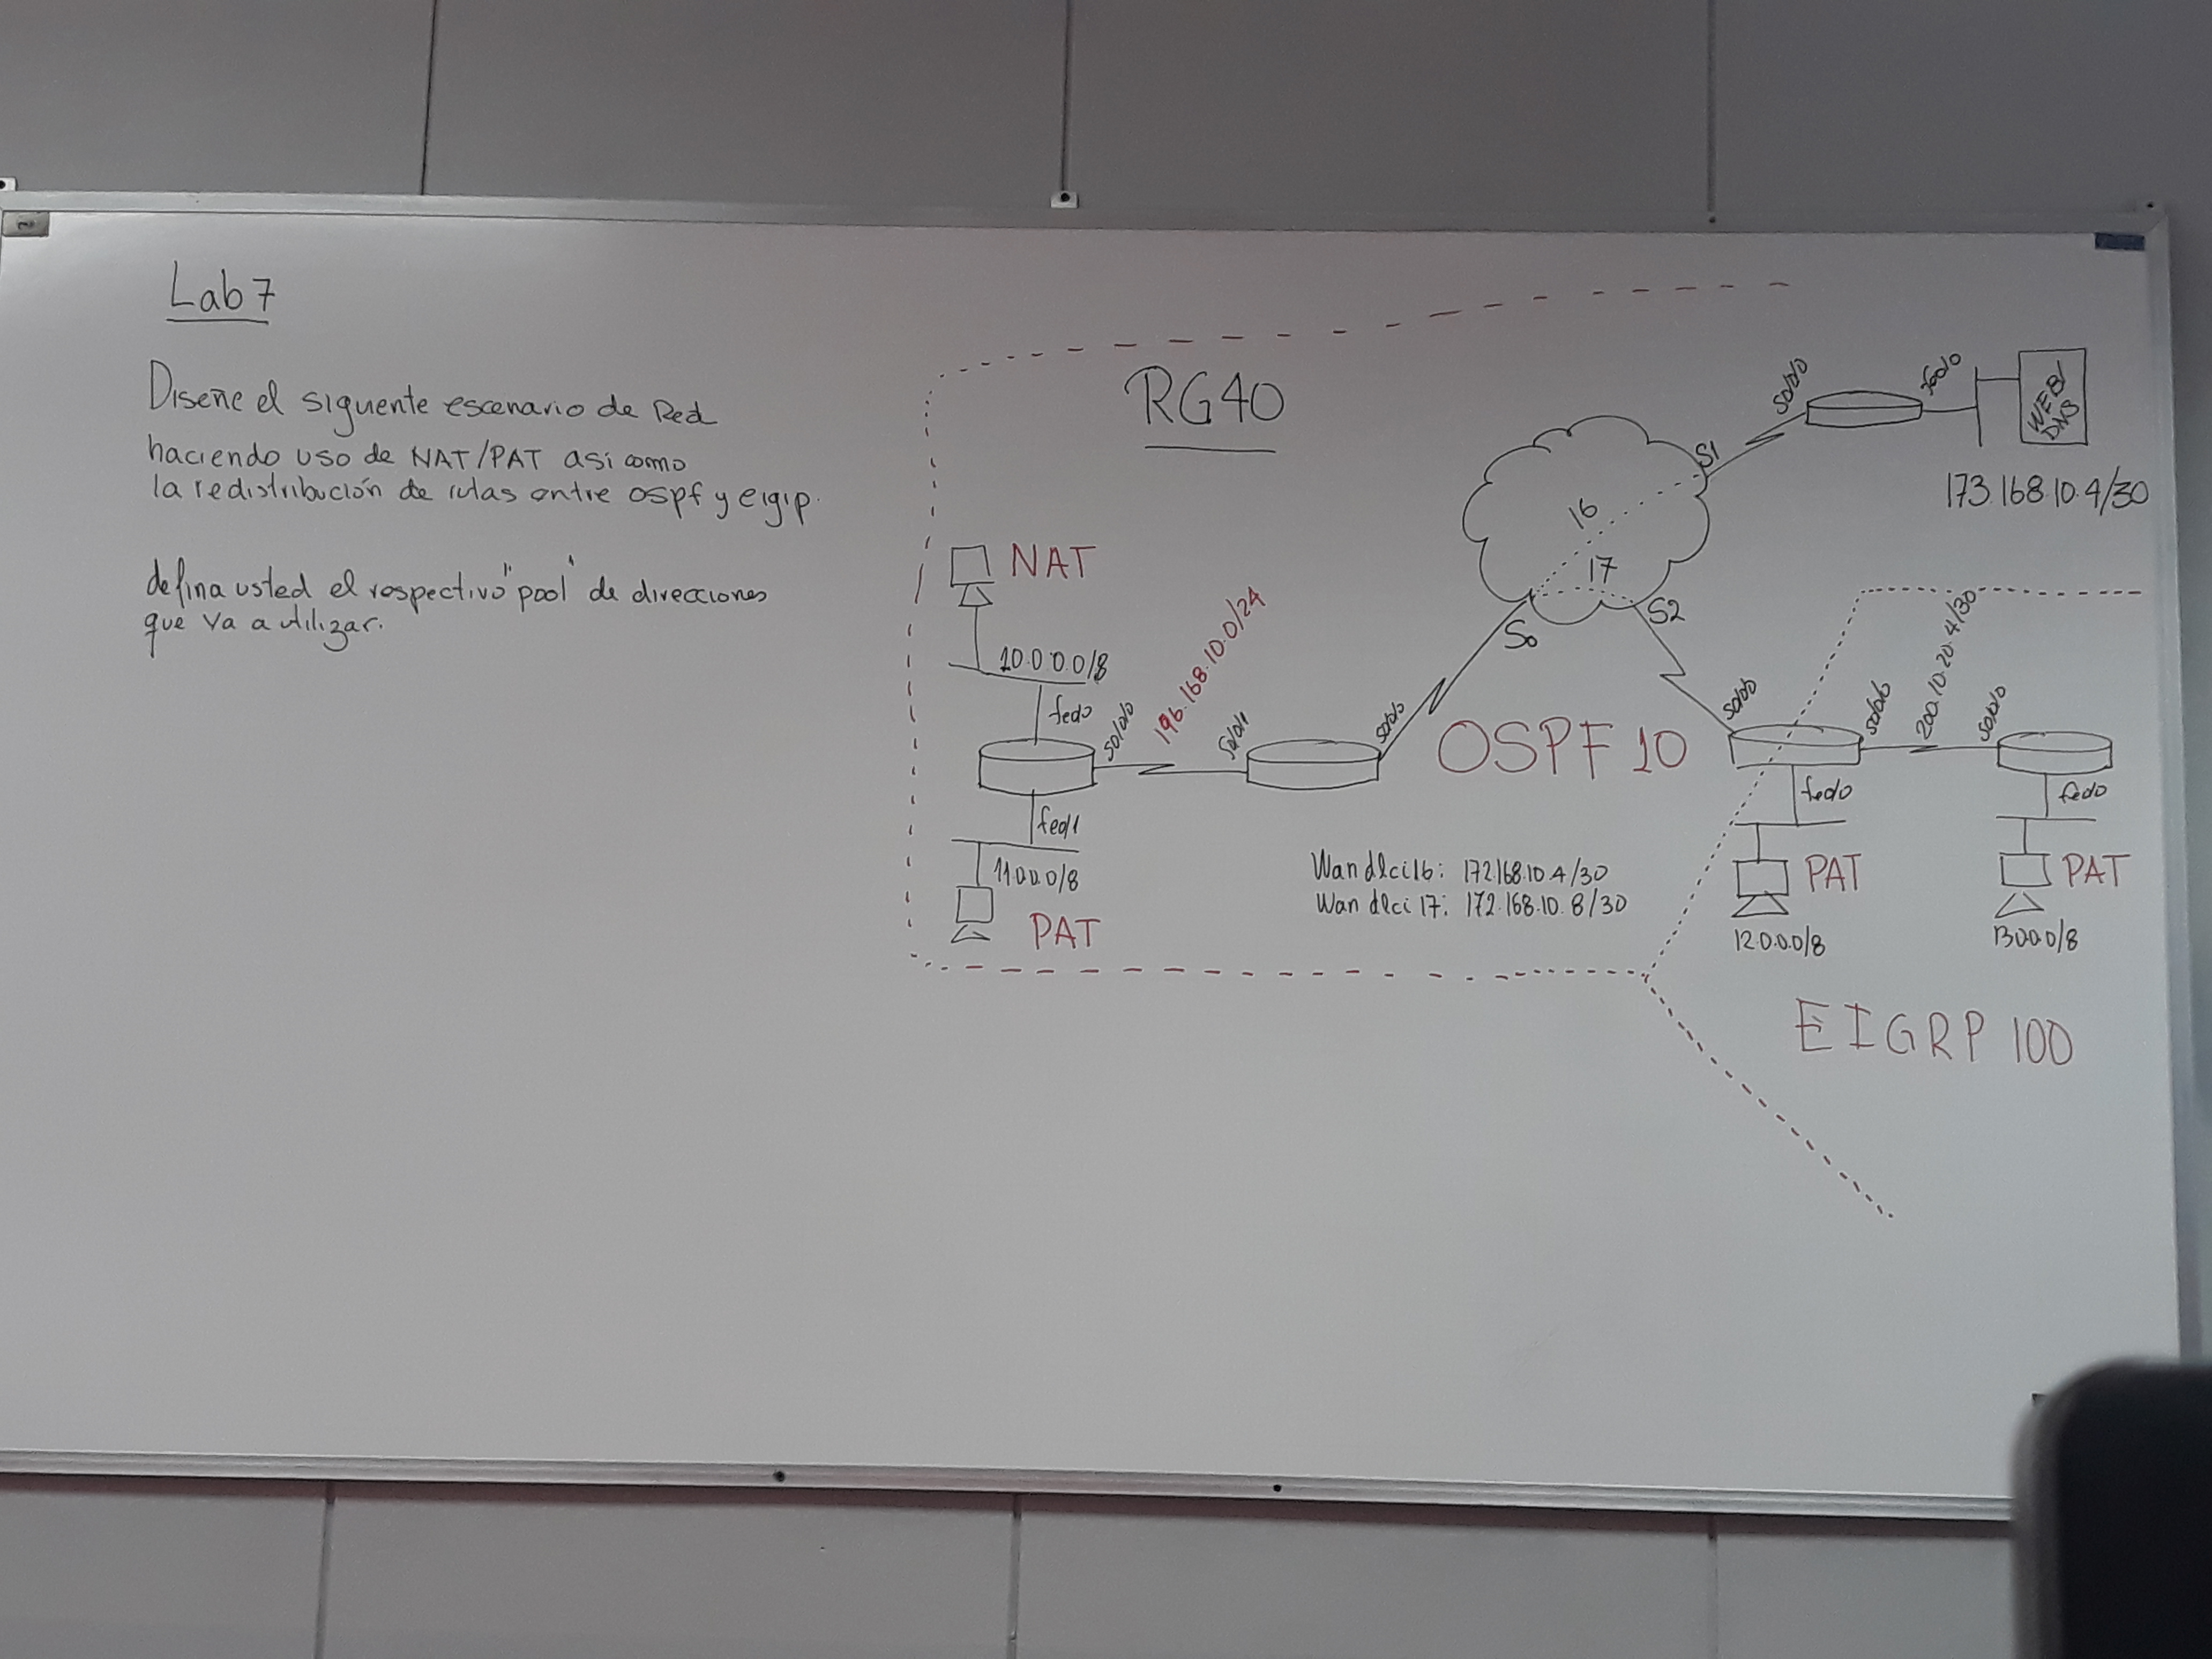 Lab 7
Diseñe el siguente escenario de Red
haciendo uso de NAT/PAT asi como
la redistribución de rutas entre ospf y eigrp.
defina usted el respectivo "pool" de direcciones
que va a utilizar.
RG40
S0/0/0
fa0/0
WEB/
DNS
173.168.10.4/30
S1
16
17
S0
S2
NAT
10.0.0.0/8
fe0/0
S0/0/0
196.168.10.0/24
S0/0/1
S0/0/0
OSPF 10
fe0/1
11.0.0.0/8
PAT
Wan dlci 16: 172.168.10.4/30
Wan dlci 17: 172.168.10.8/30
S0/0/0
200.10.20.4/30
S0/0/0
fe0/0
PAT
12.0.0.0/8
fe0/0
PAT
13.0.0.0/8
EIGRP 100